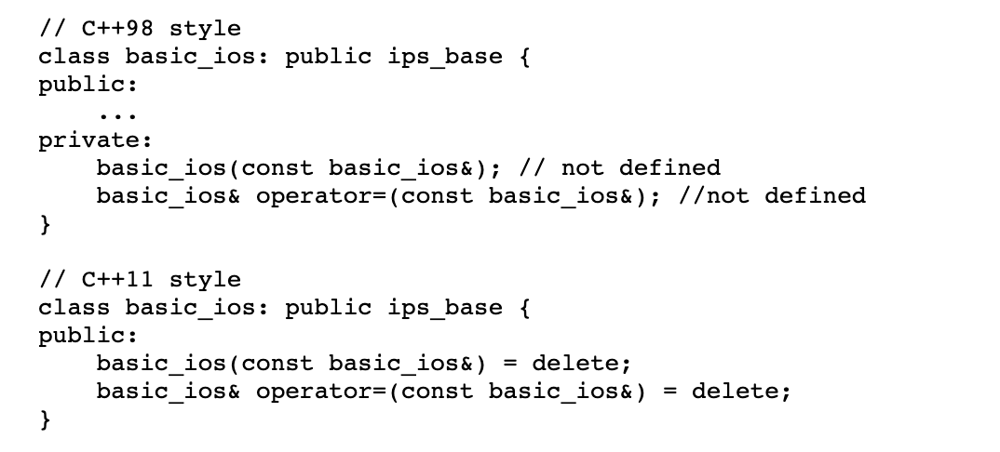 // C++98 style
class basic_ios: public ips_base {
public:
    ...
private:
    basic_ios(const basic_ios&); // not defined
    basic_ios& operator=(const basic_ios&); //not defined
}

// C++11 style
class basic_ios: public ips_base {
public:
    basic_ios(const basic_ios&) = delete;
    basic_ios& operator=(const basic_ios&) = delete;
}